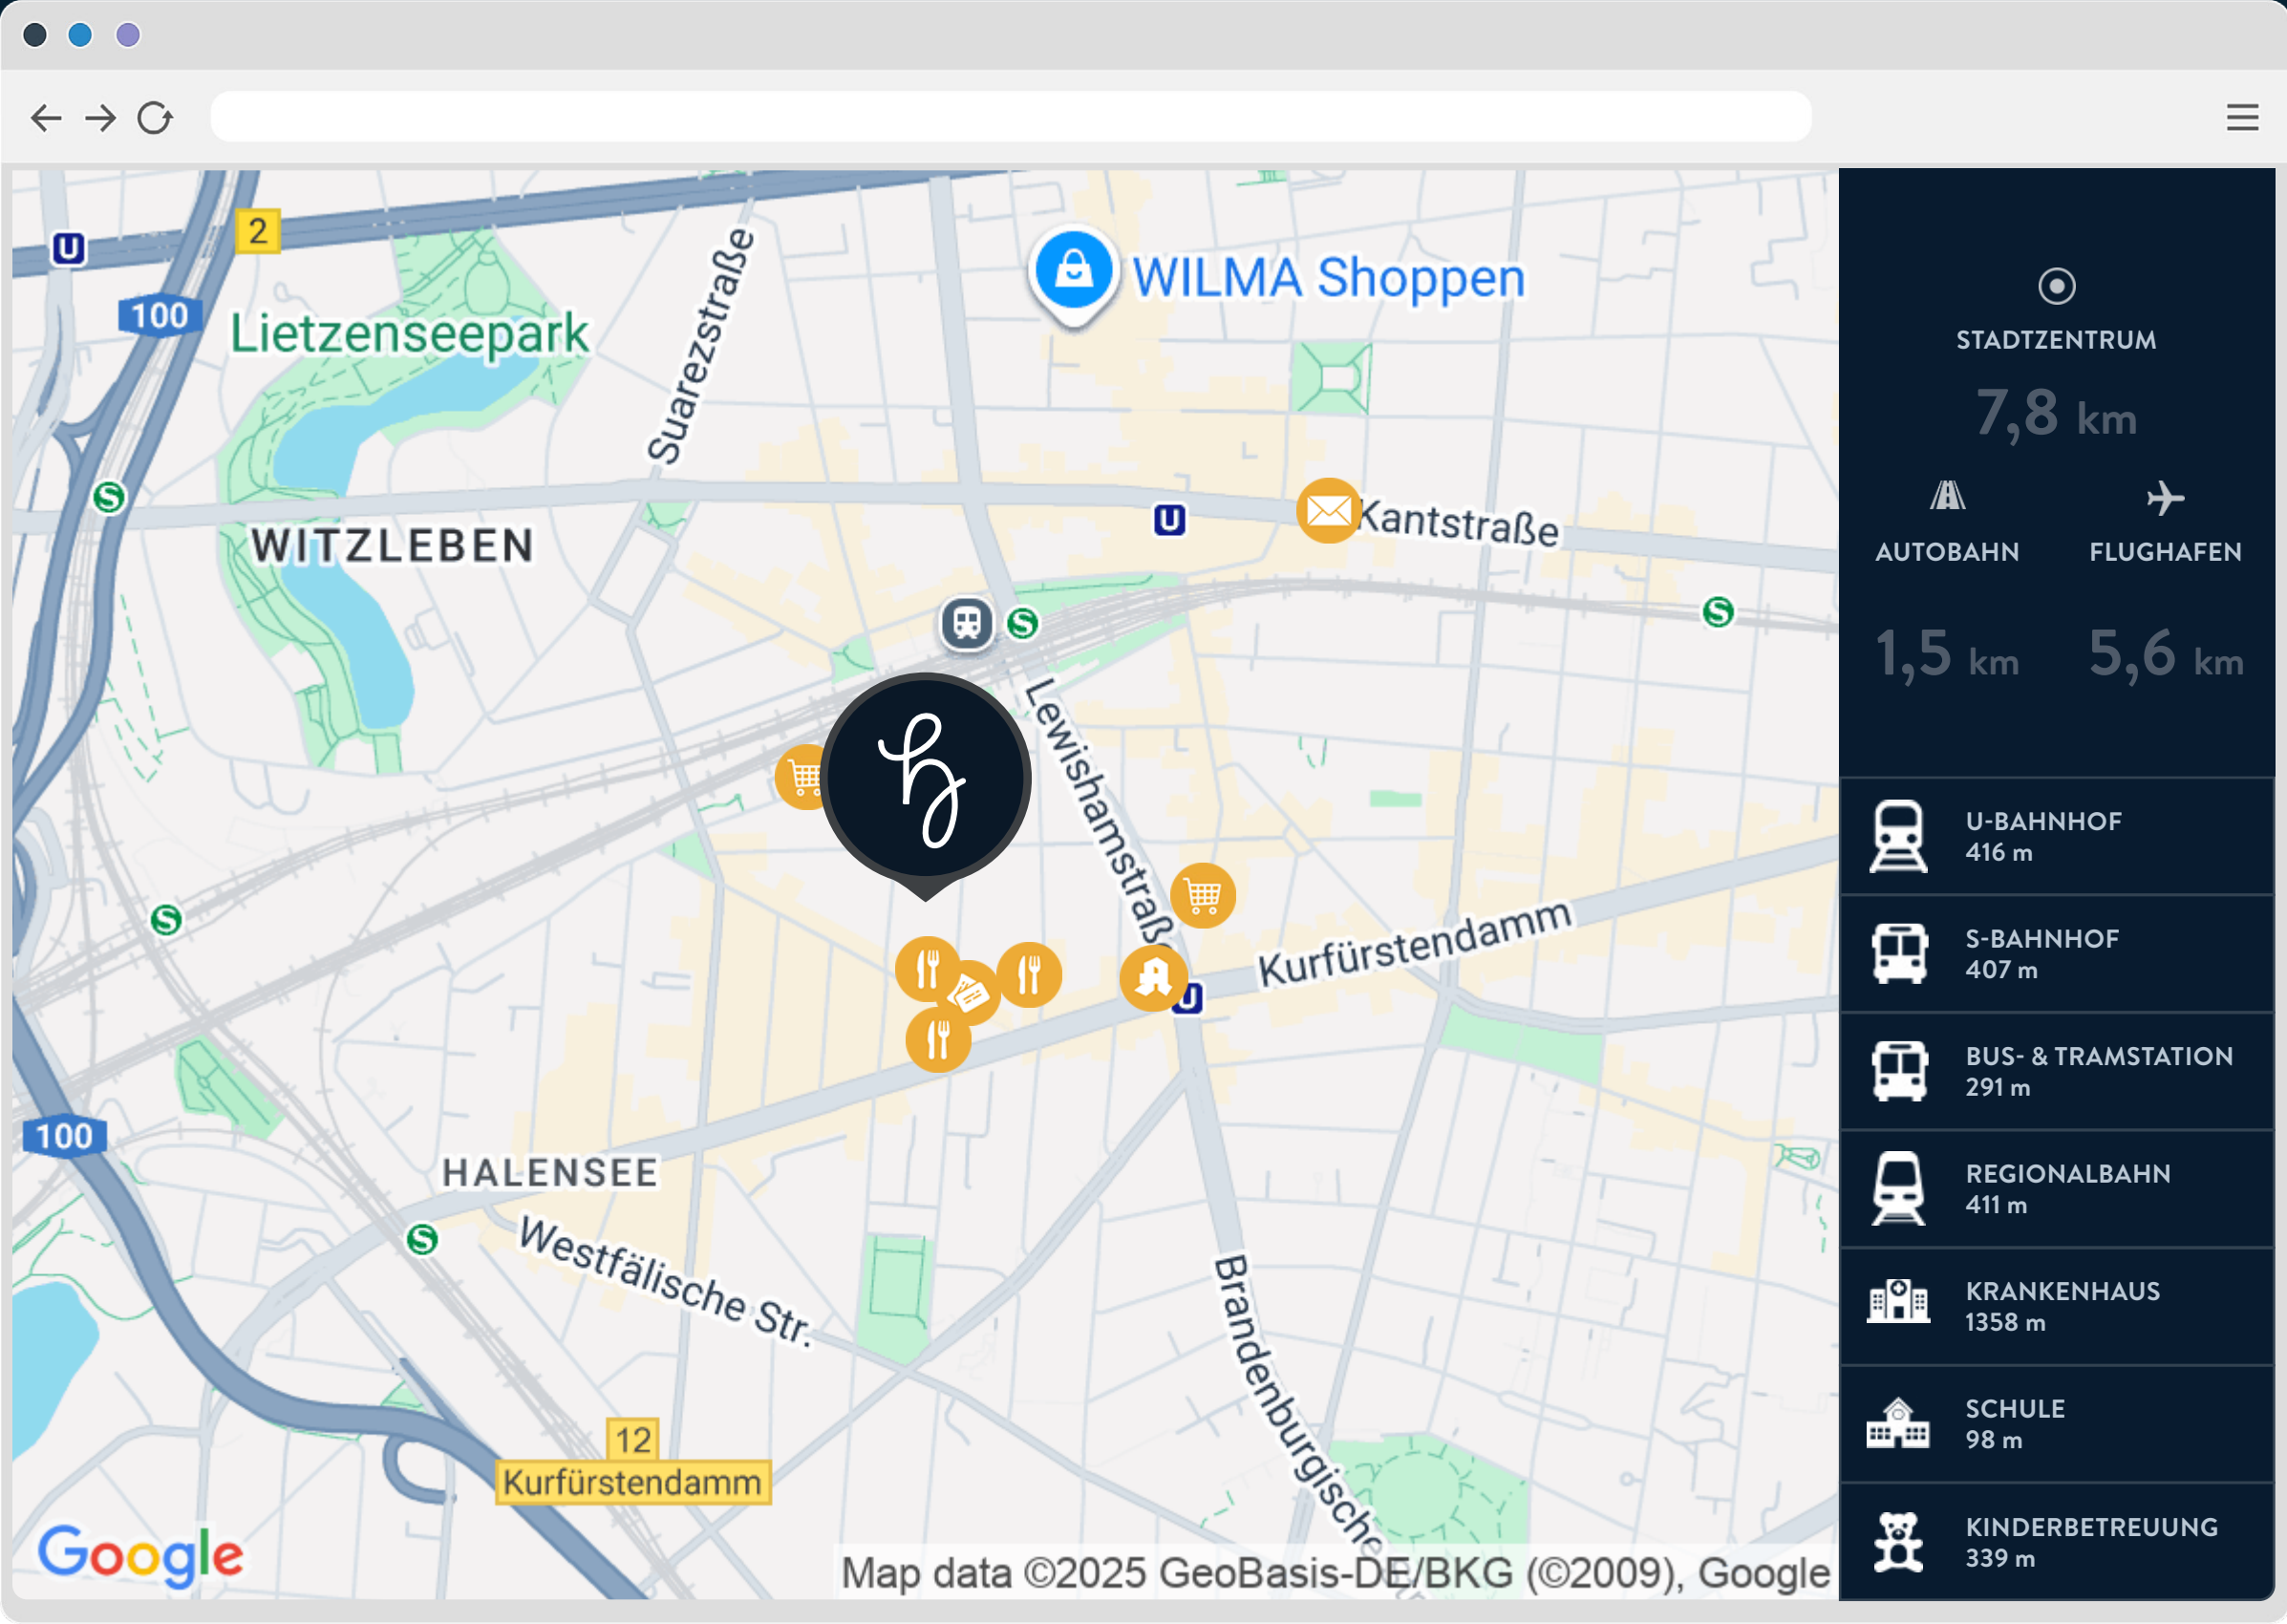 U
2
100
Lietzenseepark
Suarezstraße
WILMA Shoppen
S
WITZLEBEN
U
Kantstraße
S
S
Lewishamstraße
S
Kurfürstendamm
U
100
HALENSEE
S
Westfälische Str.
Brandenburgische
12
Kurfürstendamm
Google
Map data ©2025 GeoBasis-DE/BKG (©2009), Google
STADTZENTRUM
7,8 km
AUTOBAHN
FLUGHAFEN
1,5 km
5,6 km
U-BAHNHOF
416 m
S-BAHNHOF
407 m
BUS- & TRAMSTATION
291 m
REGIONALBAHN
411 m
KRANKENHAUS
1358 m
SCHULE
98 m
KINDERBETREUUNG
339 m